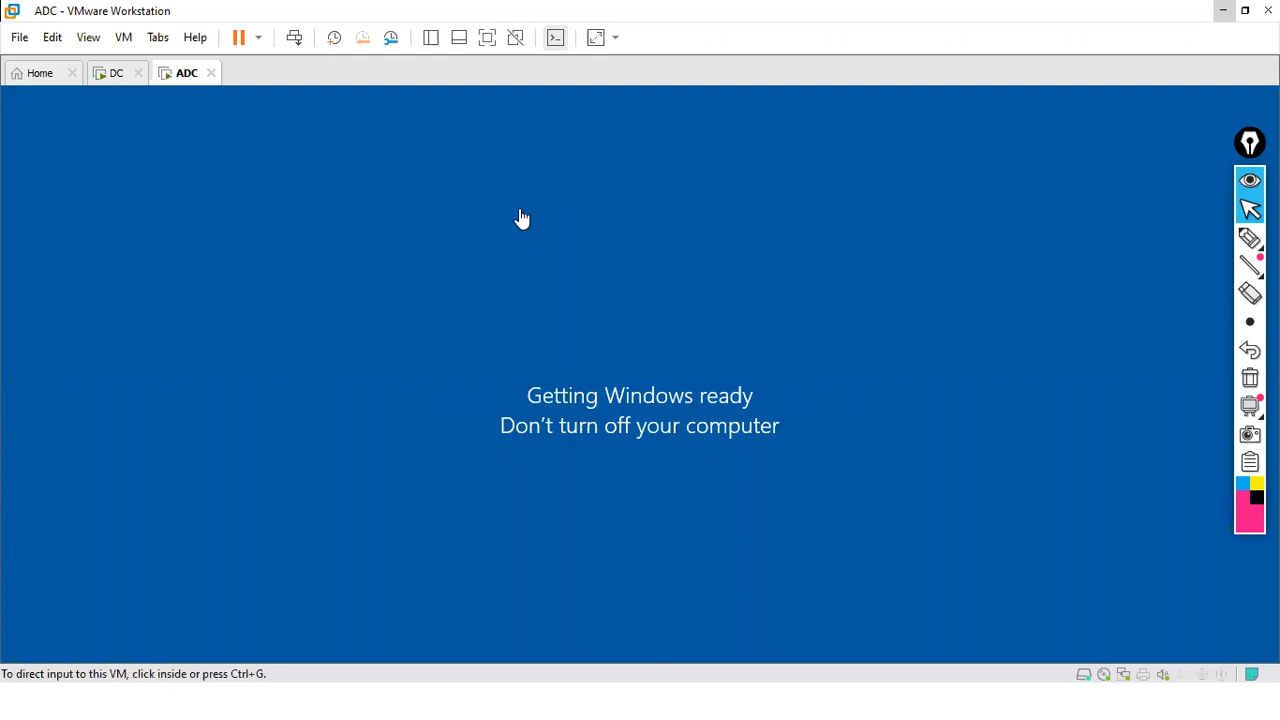 ADC - VMware Workstation
File Edit View VM Tabs Help
Home DC ADC
Getting Windows ready
Don't turn off your computer
To direct input to this VM, click inside or press Ctrl+G.